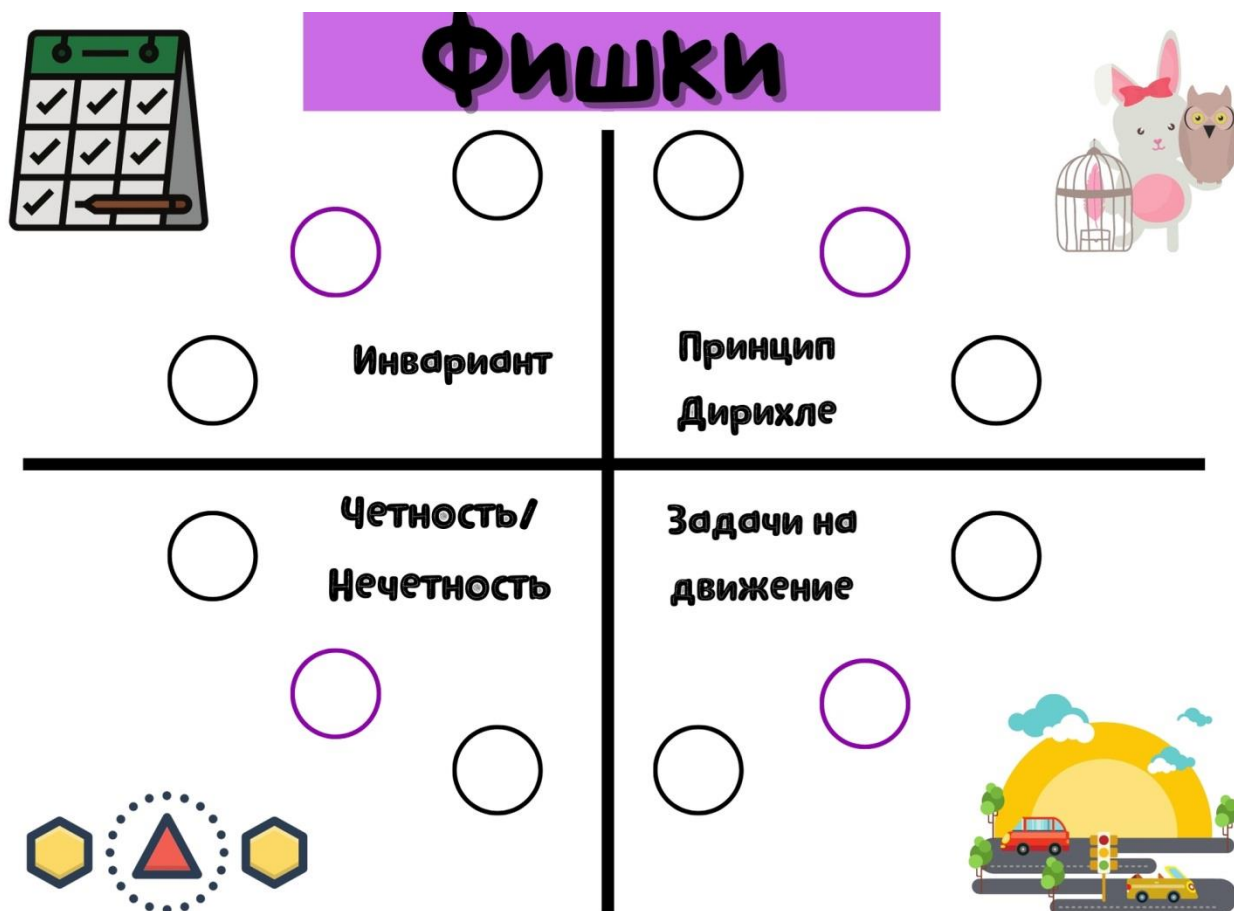 Фишки
Инвариант
Принцип
Дирихле
Четность/
Нечетность
Задачи на
движение